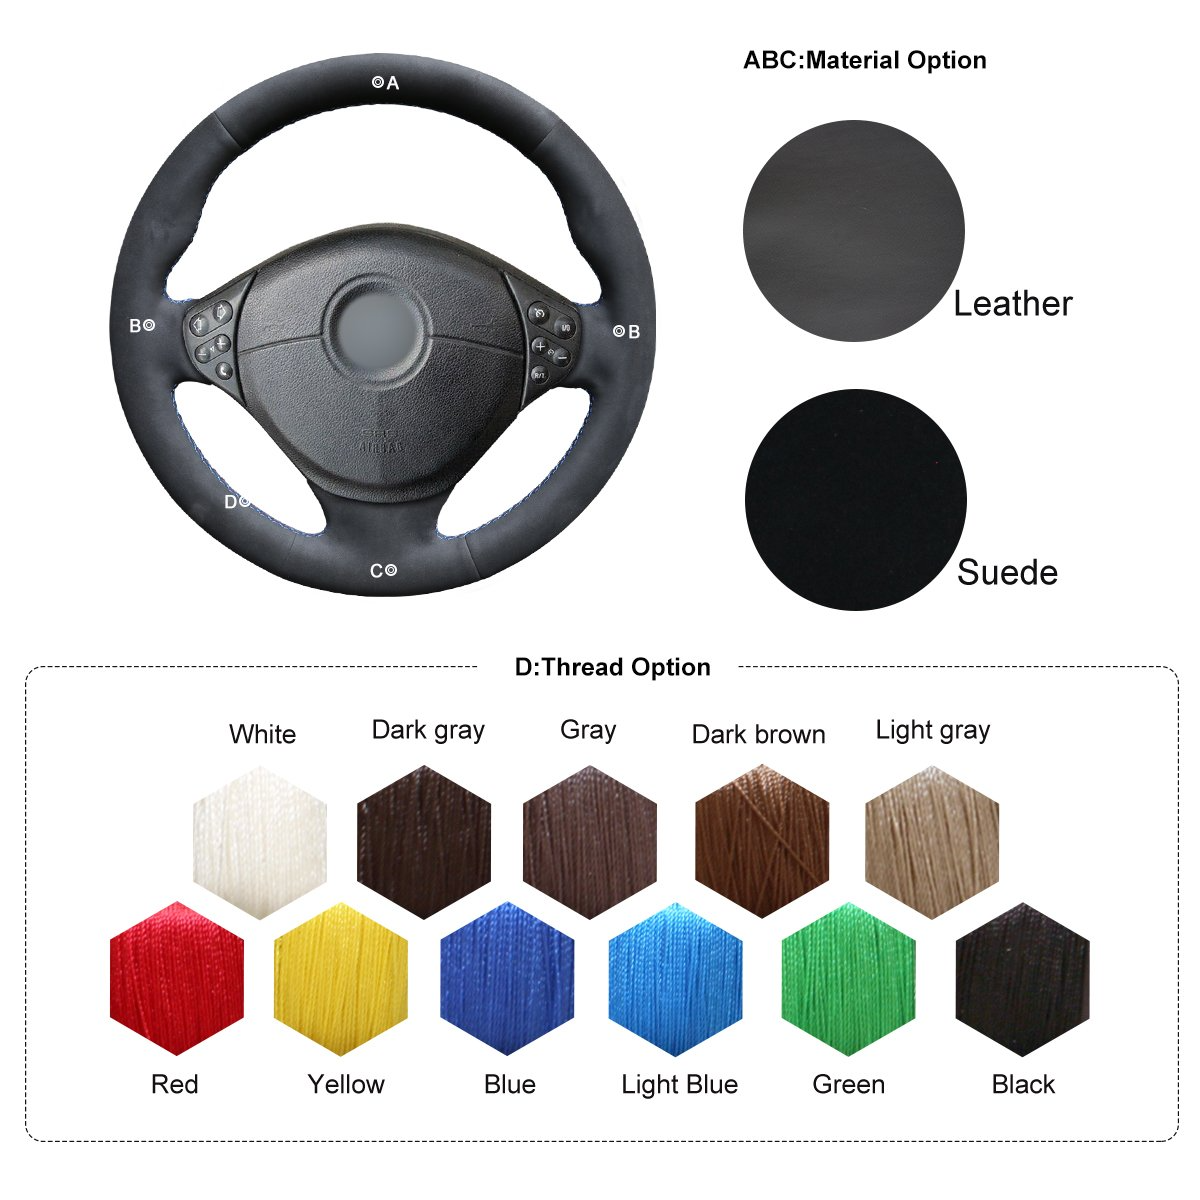 ABC:Material Option
A
B
B
D
C
Leather
Suede
D:Thread Option
White
Dark gray
Gray
Dark brown
Light gray
Red
Yellow
Blue
Light Blue
Green
Black
I/O
R/T